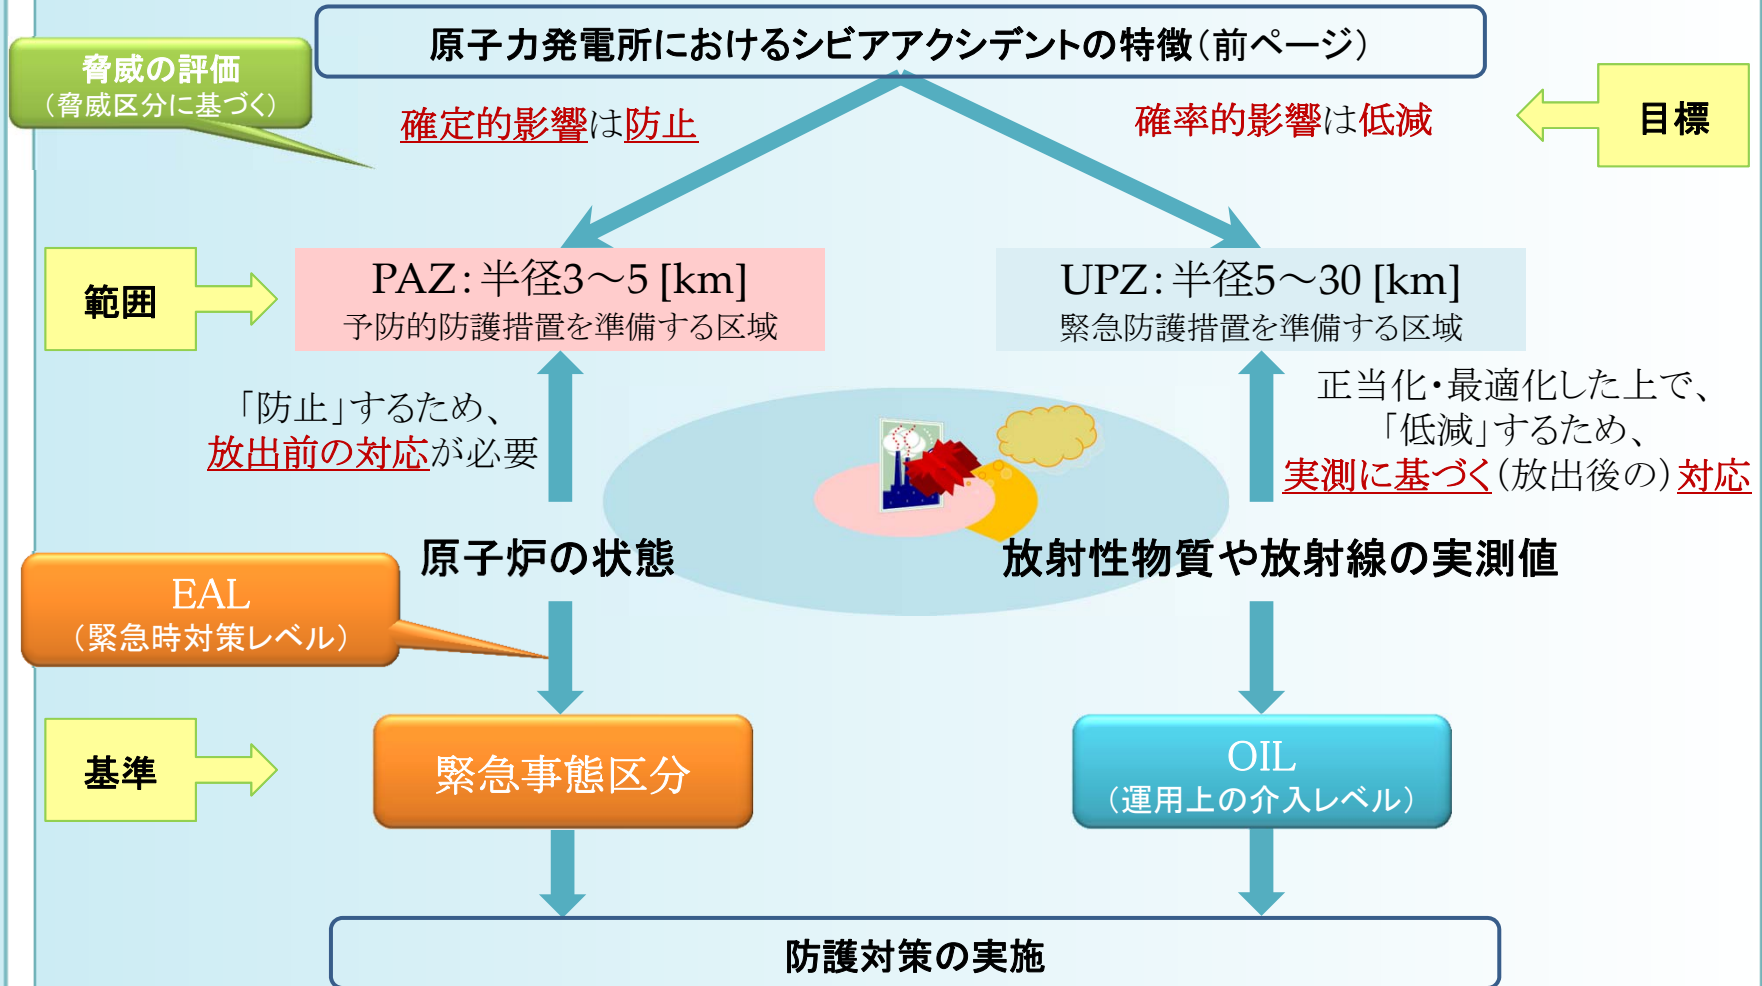 原子力発電所におけるシビアアクシデントの特徴(前ページ)
脅威の評価
(脅威区分に基づく)
確定的影響は防止
確率的影響は低減
目標
範囲
PAZ:半径3～5 [km]
予防的防護措置を準備する区域
UPZ:半径5～30 [km]
緊急防護措置を準備する区域
「防止」するため、
放出前の対応が必要
正当化・最適化した上で、
「低減」するため、
実測に基づく(放出後の)対応
原子炉の状態
放射性物質や放射線の実測値
EAL
(緊急時対策レベル)
基準
緊急事態区分
OIL
(運用上の介入レベル)
防護対策の実施